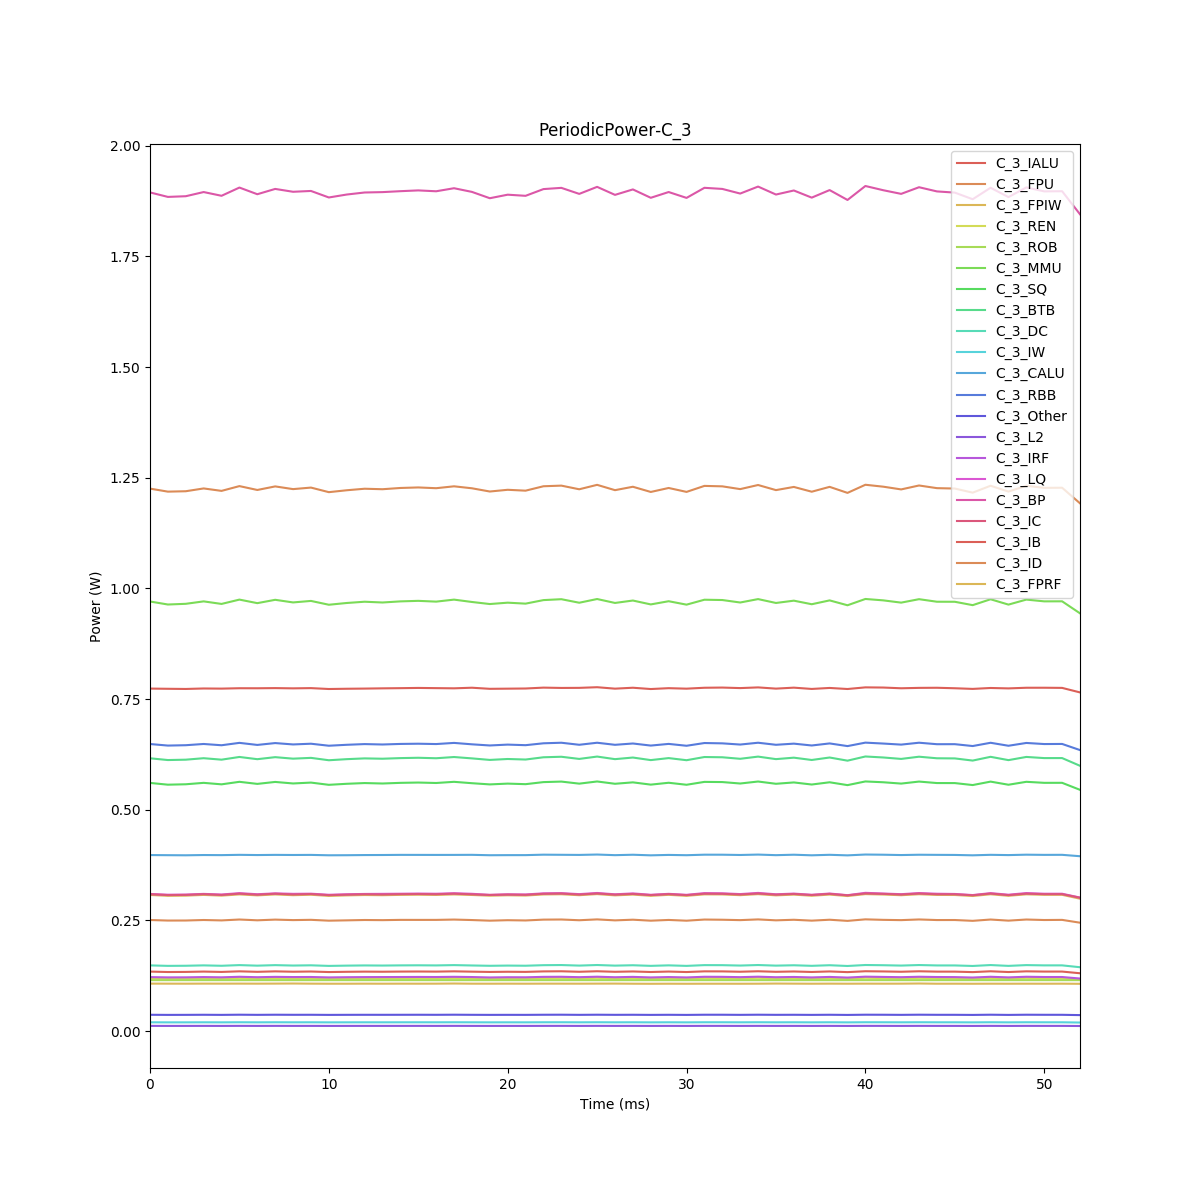 PeriodicPower-C_3
2.00
1.75
1.50
1.25
1.00
0.75
0.50
0.25
0.00
Power (W)
C_3_IALU
C_3_FPU
C_3_FPIW
C_3_REN
C_3_ROB
C_3_MMU
C_3_SQ
C_3_BTB
C_3_DC
C_3_IW
C_3_CALU
C_3_RBB
C_3_Other
C_3_L2
C_3_IRF
C_3_LQ
C_3_BP
C_3_IC
C_3_IB
C_3_ID
C_3_FPRF
0 10 20 30 40 50
Time (ms)